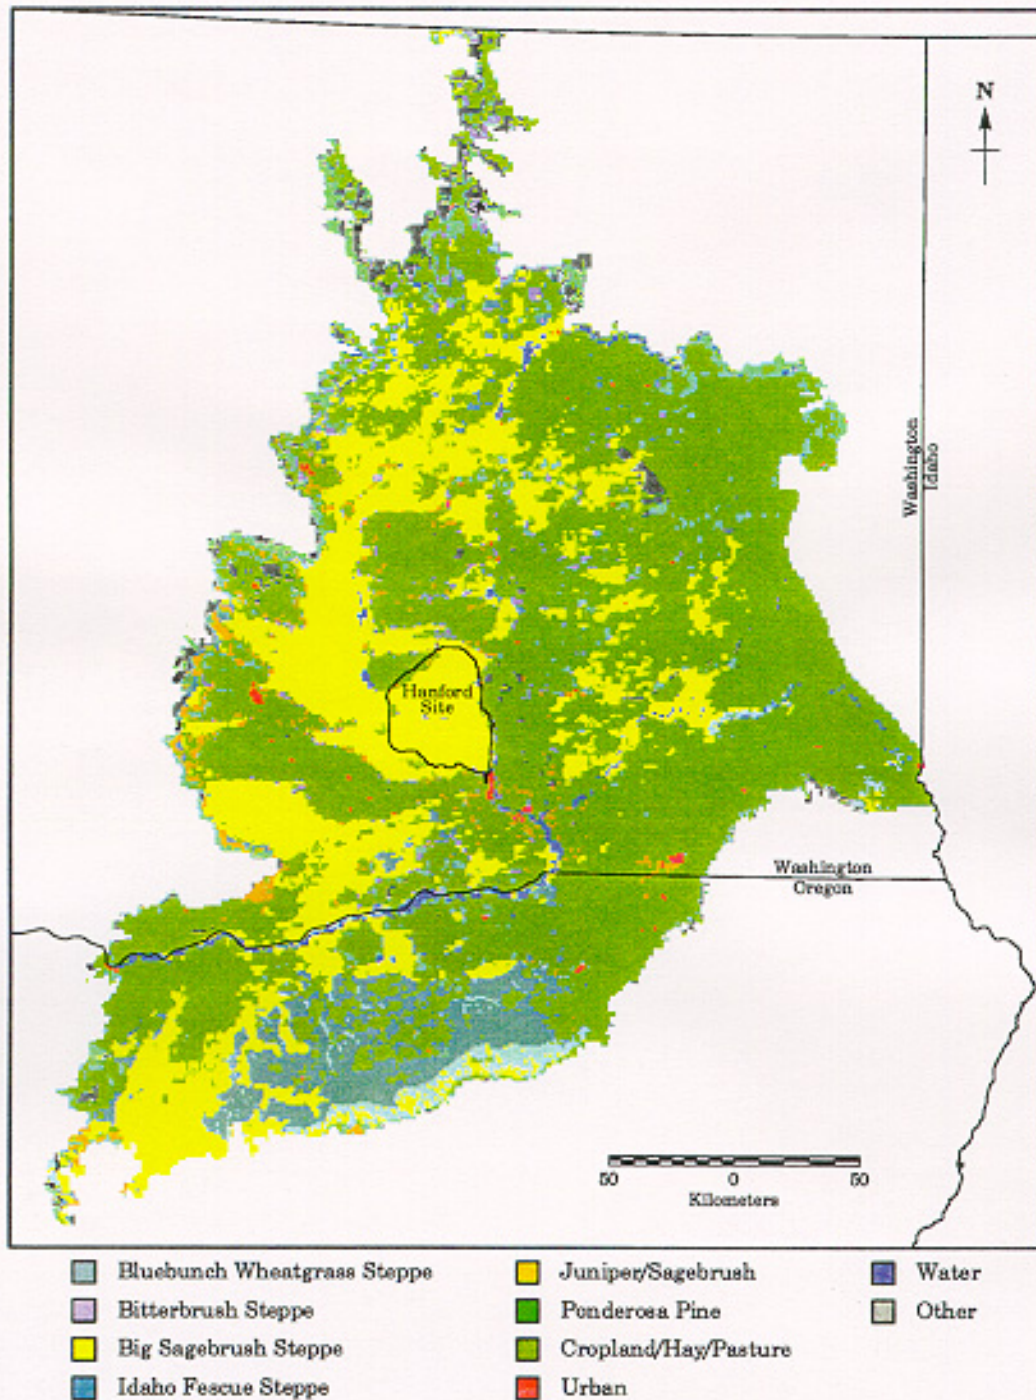 N
Washington
Idaho
Hanford
Site
Washington
Oregon
50 0 50
Kilometers
Bluebunch Wheatgrass Steppe
Bitterbrush Steppe
Big Sagebrush Steppe
Idaho Fescue Steppe
Juniper/Sagebrush
Ponderosa Pine
Cropland/Hay/Pasture
Urban
Water
Other